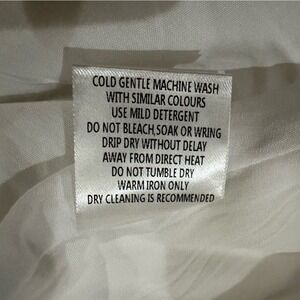 COLD GENTLE MACHINE WASH
WITH SIMILAR COLOURS
USE MILD DETERGENT
DO NOT BLEACH,SOAK OR WRING
DRIP DRY WITHOUT DELAY
AWAY FROM DIRECT HEAT
DO NOT TUMBLE DRY
WARM IRON ONLY
DRY CLEANING IS RECOMMENDED